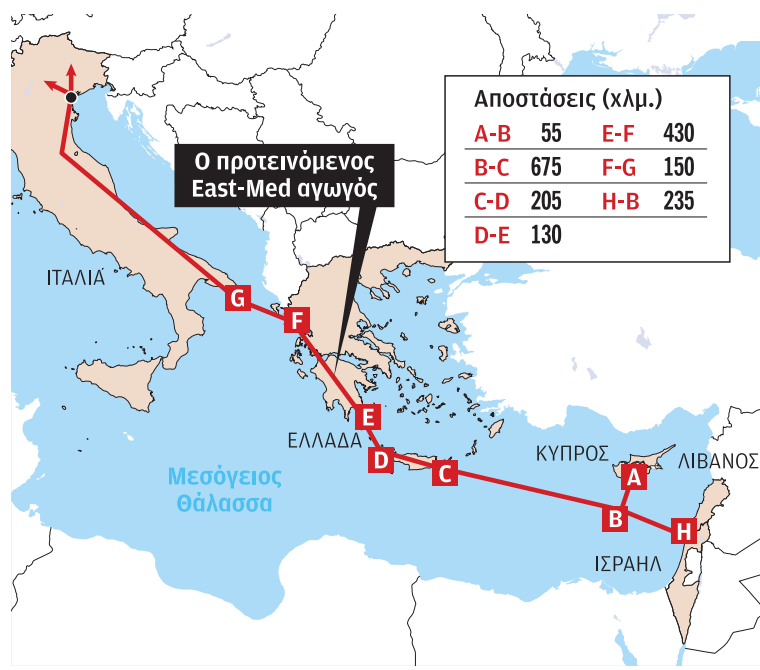 Αποστάσεις (χλμ.)
A-B 55 E-F 430
B-C 675 F-G 150
C-D 205 H-B 235
D-E 130
Ο προτεινόμενος
East-Med αγωγός
ΙΤΑΛΙΑ
G
F
E
ΕΛΛΑΔΑ
D
C
ΚΥΠΡΟΣ
ΛΙΒΑΝΟΣ
A
B
H
ΙΣΡΑΗΛ
Μεσόγειος
Θάλασσα